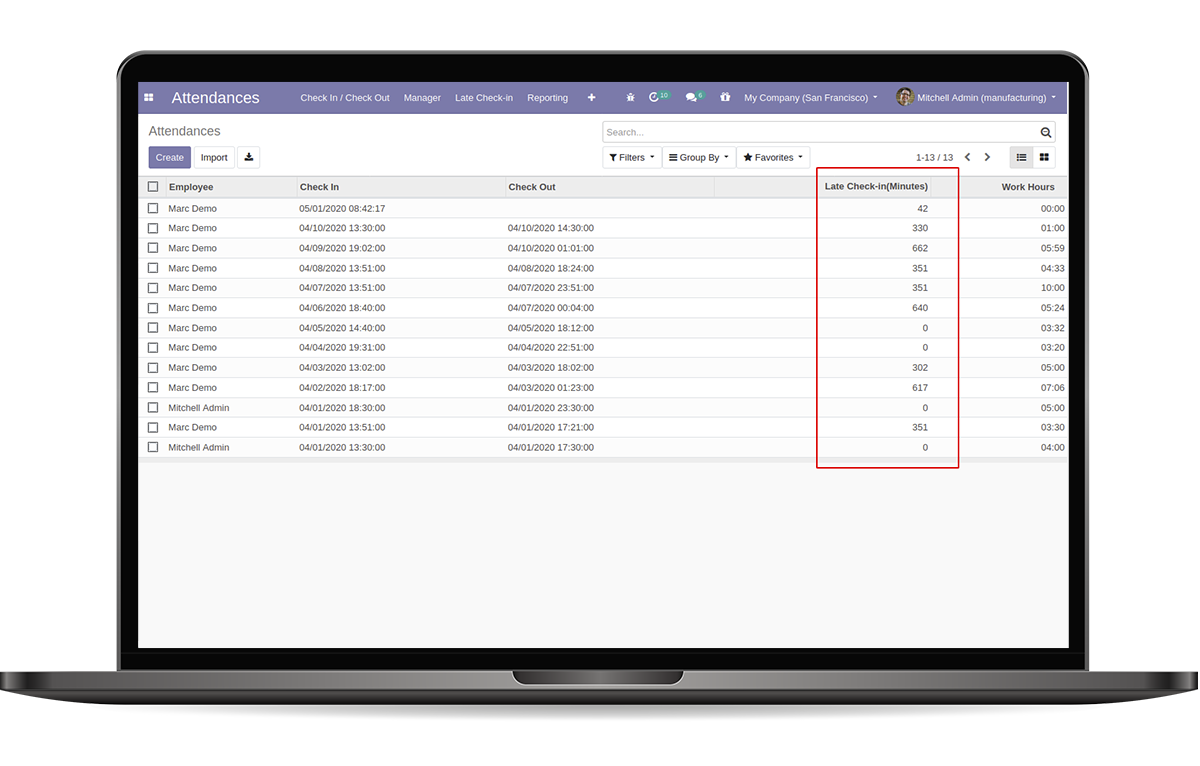 Attendances Check In / Check Out Manager Late Check-in Reporting 10 6 My Company (San Francisco) Mitchell Admin (manufacturing)
Attendances Search...
Create Import Filters Group By Favorites 1-13 / 13
Employee Check In Check Out Late Check-in(Minutes) Work Hours
Marc Demo 05/01/2020 08:42:17 42 00:00
Marc Demo 04/10/2020 13:30:00 04/10/2020 14:30:00 330 01:00
Marc Demo 04/09/2020 19:02:00 04/10/2020 01:01:00 662 05:59
Marc Demo 04/08/2020 13:51:00 04/08/2020 18:24:00 351 04:33
Marc Demo 04/07/2020 13:51:00 04/07/2020 23:51:00 351 10:00
Marc Demo 04/06/2020 18:40:00 04/07/2020 00:04:00 640 05:24
Marc Demo 04/05/2020 14:40:00 04/05/2020 18:12:00 0 03:32
Marc Demo 04/04/2020 19:31:00 04/04/2020 22:51:00 0 03:20
Marc Demo 04/03/2020 13:02:00 04/03/2020 18:02:00 302 05:00
Marc Demo 04/02/2020 18:17:00 04/03/2020 01:23:00 617 07:06
Mitchell Admin 04/01/2020 18:30:00 04/01/2020 23:30:00 0 05:00
Marc Demo 04/01/2020 13:51:00 04/01/2020 17:21:00 351 03:30
Mitchell Admin 04/01/2020 13:30:00 04/01/2020 17:30:00 0 04:00